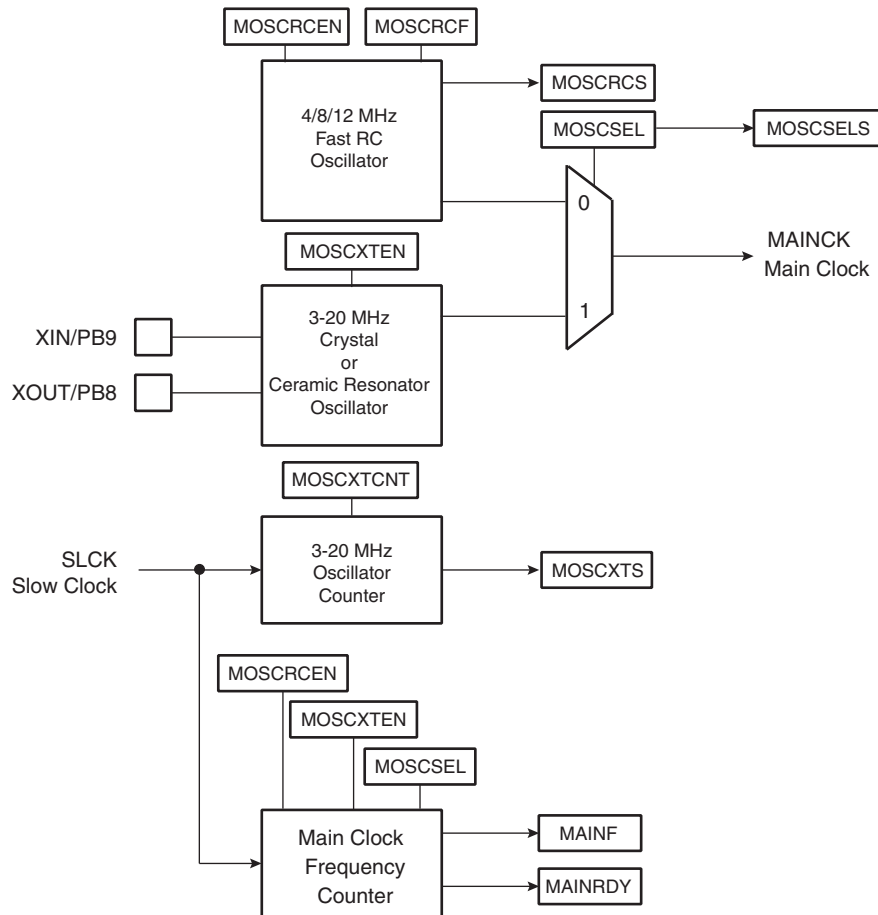 MOSCRCEN
MOSCRCF
4/8/12 MHz
Fast RC
Oscillator
MOSCRCS
MOSCSEL
MOSCSELS
0
1
MAINCK
Main Clock
MOSCXTEN
XIN/PB9
XOUT/PB8
3-20 MHz
Crystal
or
Ceramic Resonator
Oscillator
MOSCXTCNT
SLCK
Slow Clock
3-20 MHz
Oscillator
Counter
MOSCXTS
MOSCRCEN
MOSCXTEN
MOSCSEL
Main Clock
Frequency
Counter
MAINF
MAINRDY